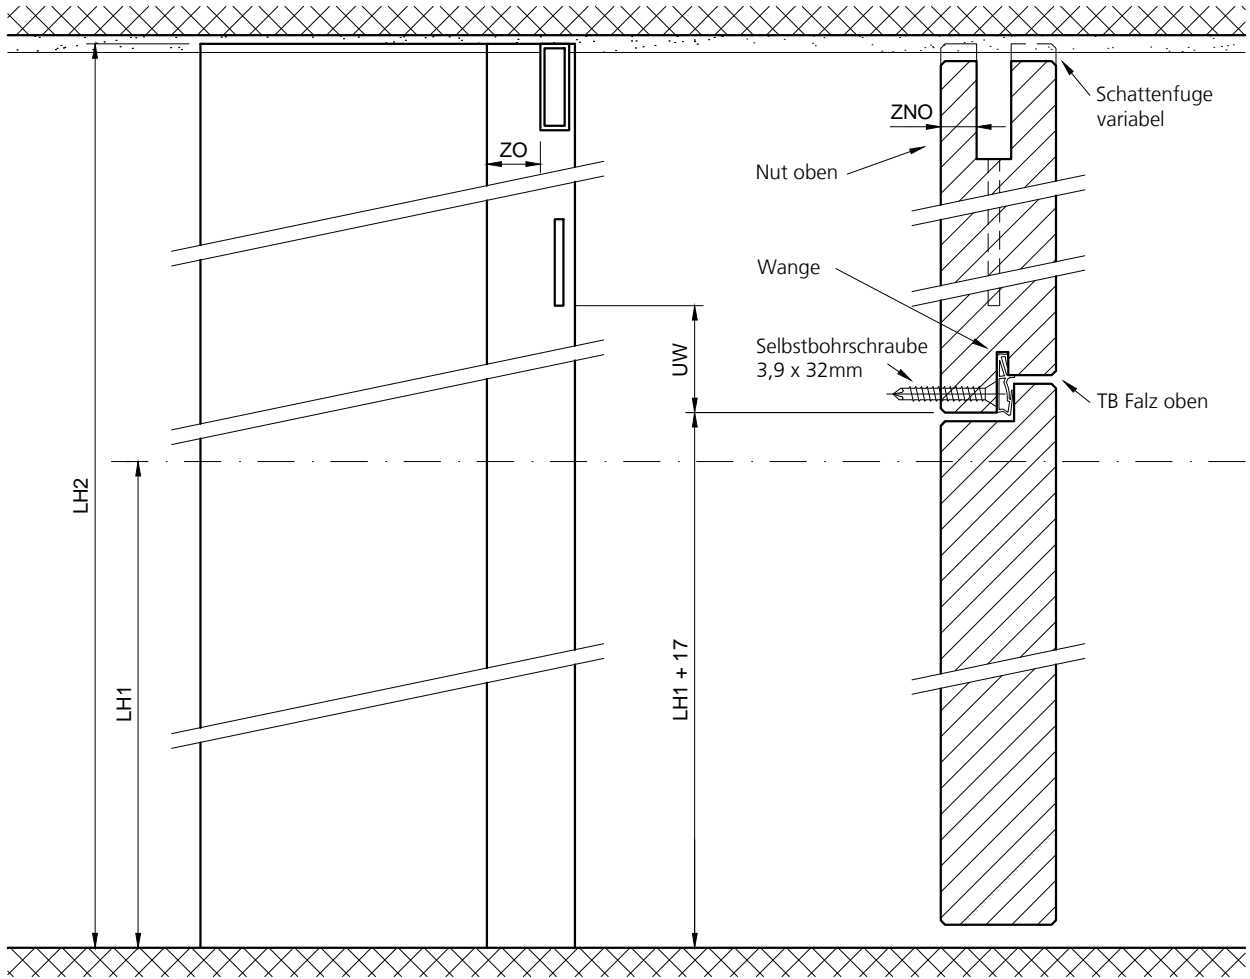 Schattenfuge
variabel
ZNO
Nut oben
ZO
Wange
Selbstbohrschraube
3,9 x 32mm
UW
TB Falz oben
LH2
LH1
LH1 + 17